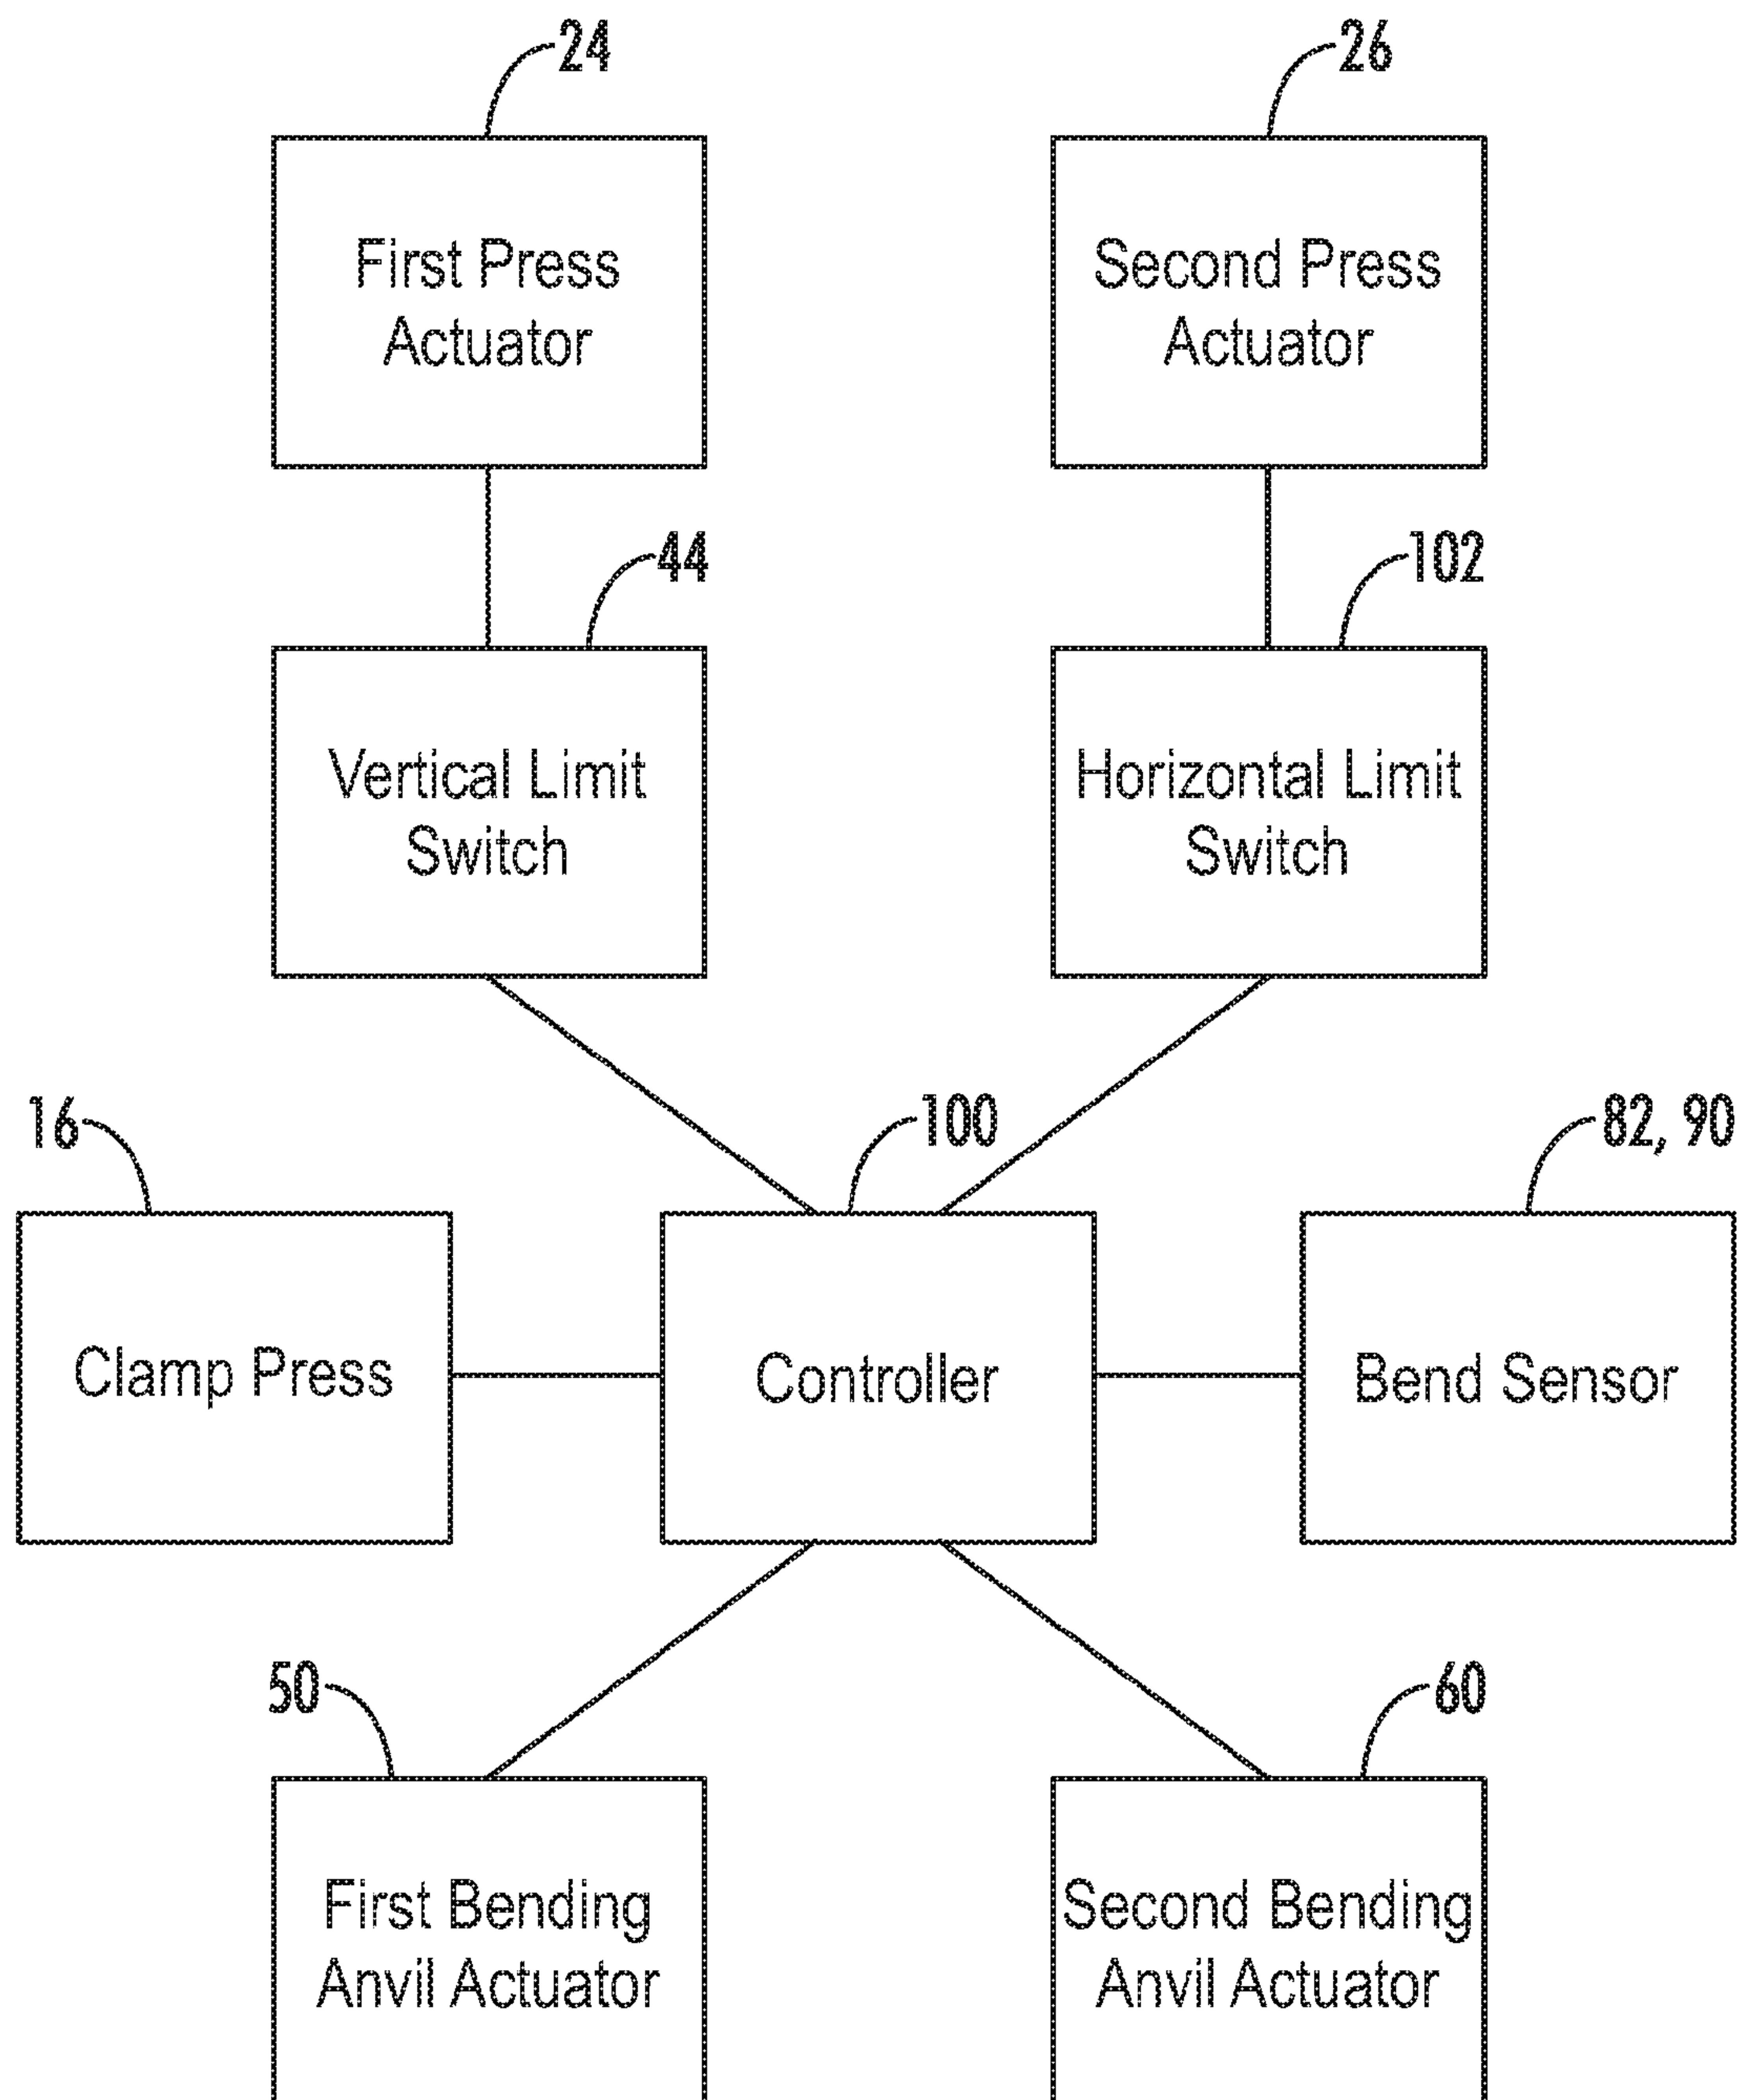 24
26
First Press
Actuator
Second Press
Actuator
44
102
Vertical Limit
Switch
Horizontal Limit
Switch
16
100
82, 90
Clamp Press
Controller
Bend Sensor
50
60
First Bending
Anvil Actuator
Second Bending
Anvil Actuator